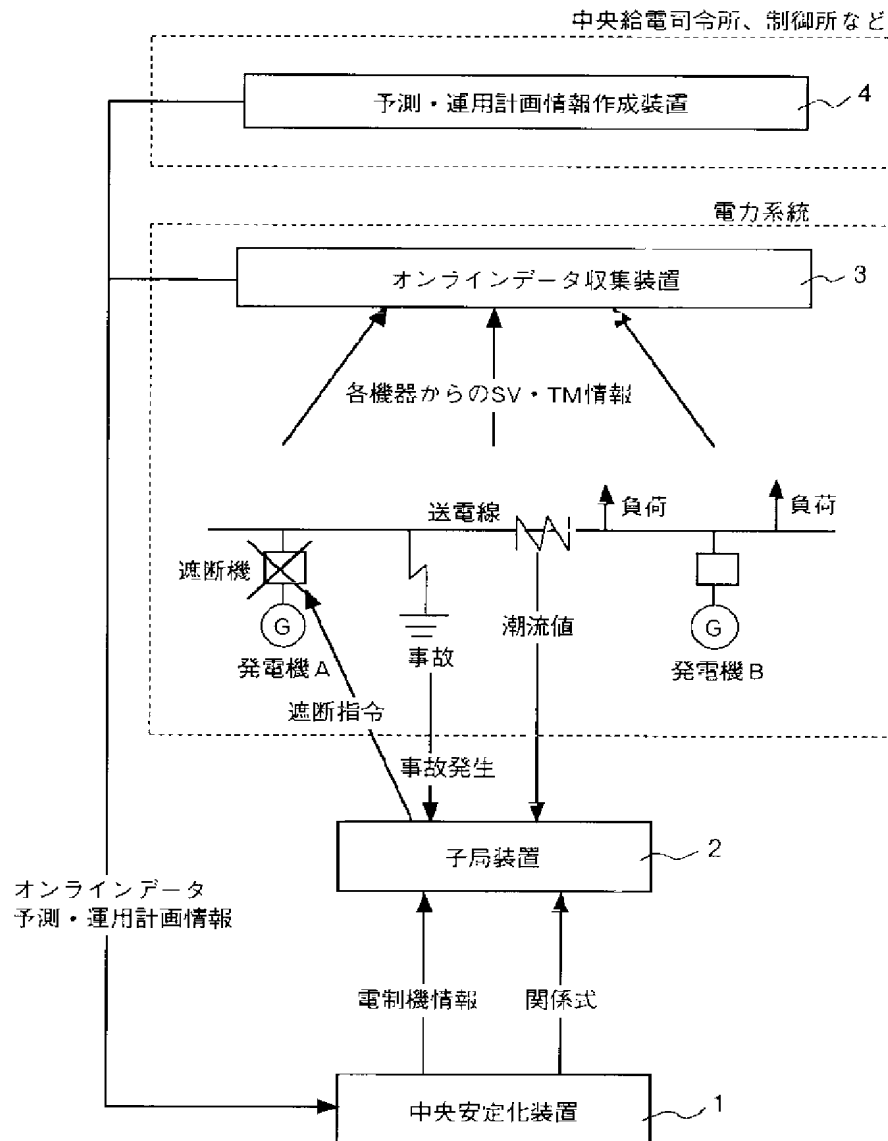 中央給電司令所、制御所など
予測・運用計画情報作成装置
4
電力系統
オンラインデータ収集装置
3
各機器からのSV・TM情報
送電線
負荷
負荷
遮断機
G
発電機A
事故
潮流値
G
発電機B
遮断指令
事故発生
子局装置
2
オンラインデータ
予測・運用計画情報
電制機情報
関係式
中央安定化装置
1